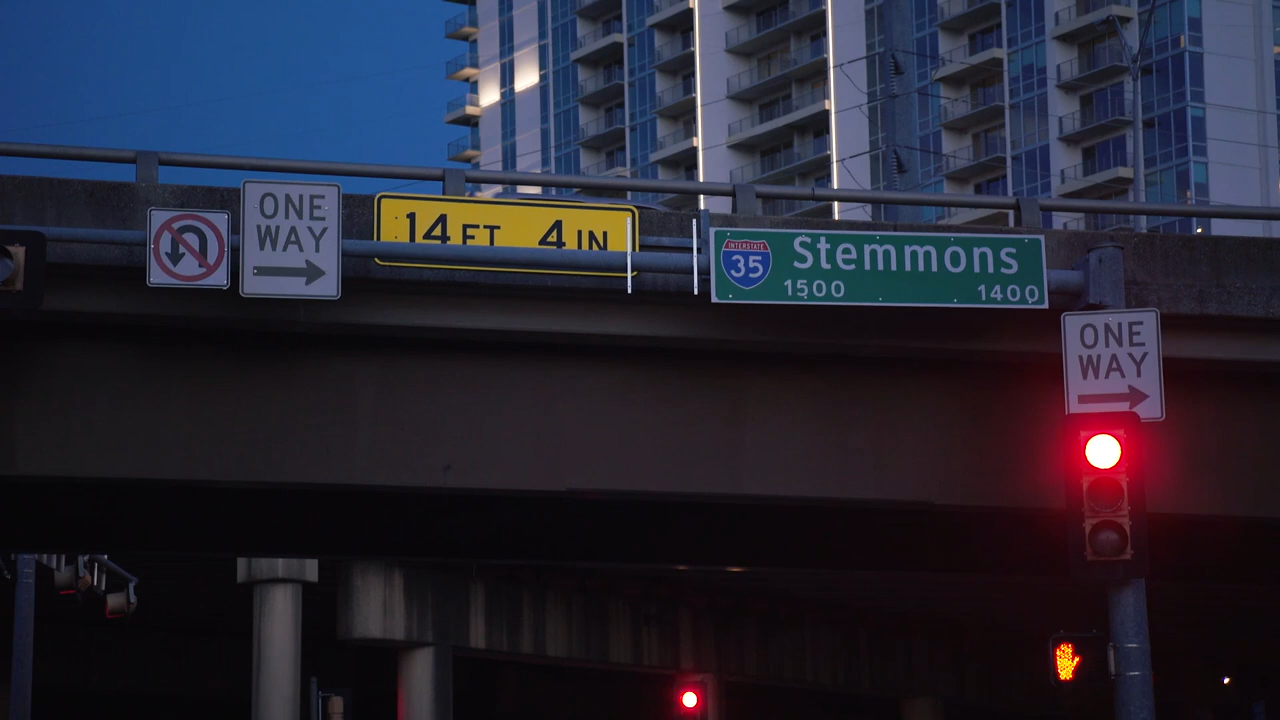 ONE
WAY
14 FT 4 IN
INTERSTATE
35
Stemmons
1500 1400
ONE
WAY